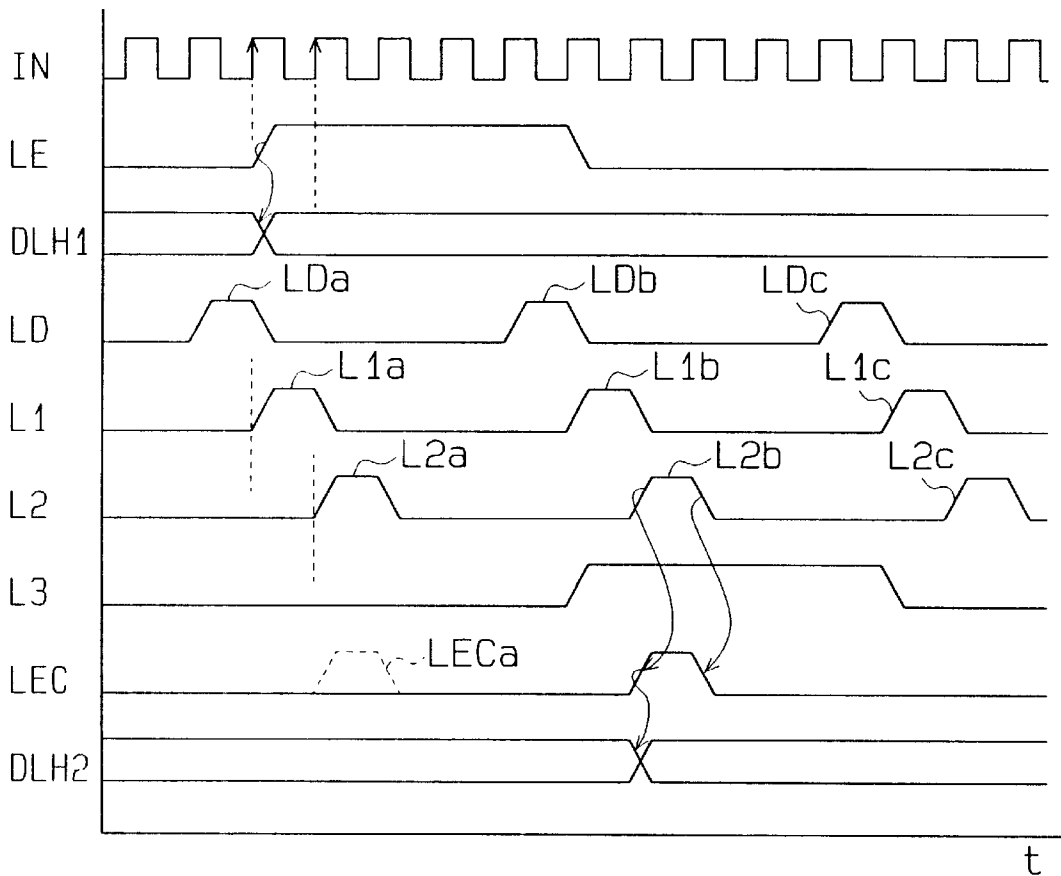 IN
LE
DLH1
LDa LDb LDc
LD
L1a L1b L1c
L1
L2a L2b L2c
L2
L3
LECa
LEC
DLH2
t